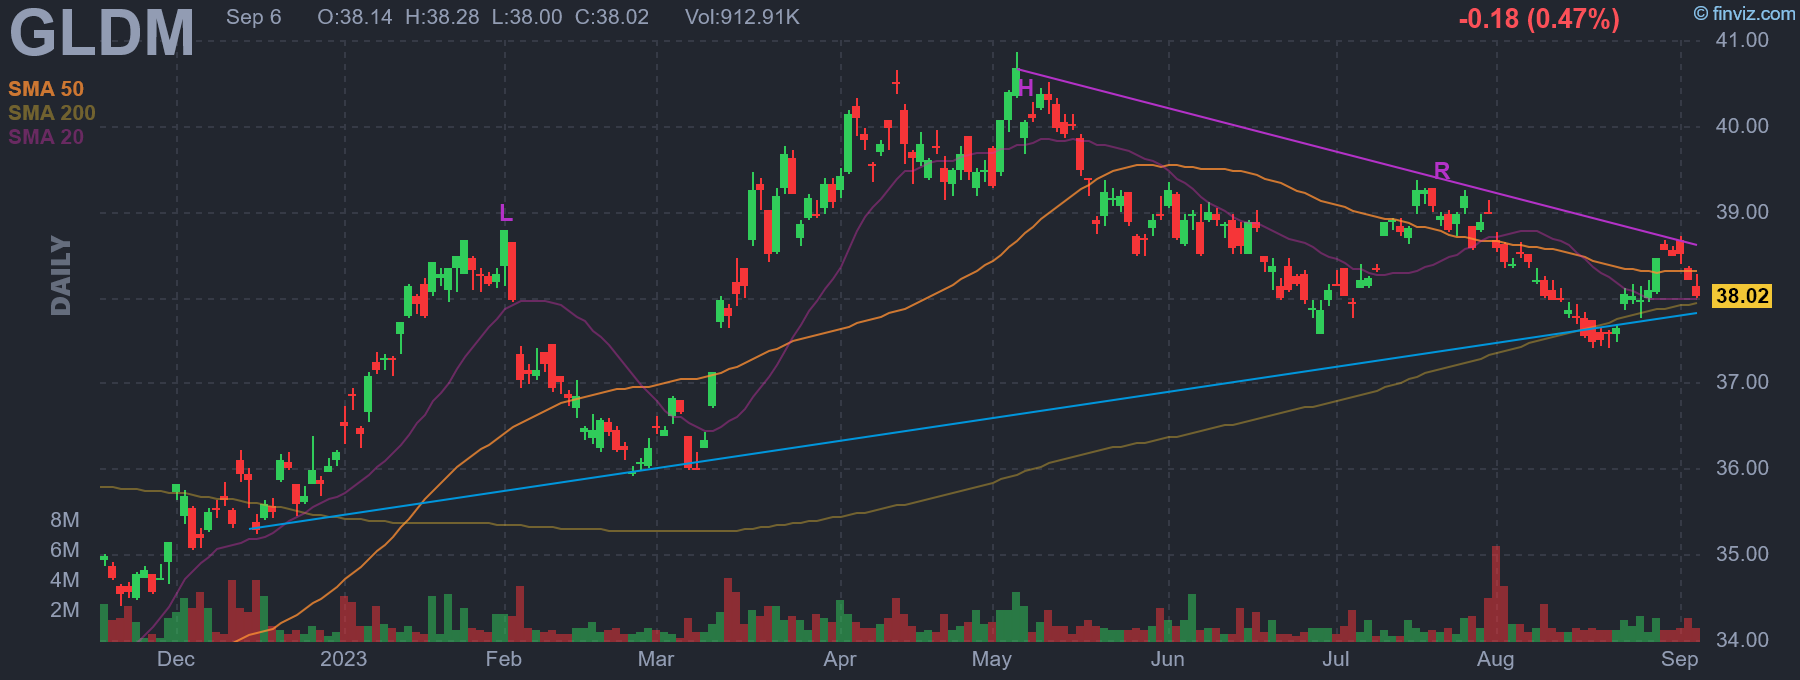 GLDM
Sep 6 O:38.14 H:38.28 L:38.00 C:38.02 Vol:912.91K
-0.18 (0.47%)
© finviz.com
SMA 50
SMA 200
SMA 20
DAILY
L
H
R
41.00
40.00
39.00
38.02
37.00
36.00
35.00
34.00
8M
6M
4M
2M
Dec 2023 Feb Mar Apr May Jun Jul Aug Sep